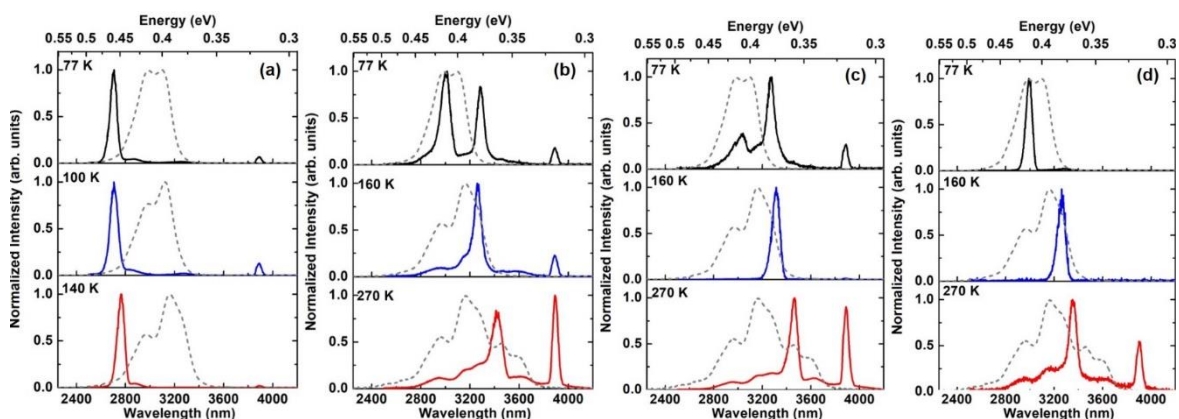 Energy (eV)
0.55 0.5 0.45 0.4 0.35 0.3
77 K
(a)
1.0
0.5
0.0
100 K
1.0
0.5
0.0
140 K
1.0
0.5
0.0
2400 2800 3200 3600 4000
Wavelength (nm)
Normalized Intensity (arb. units)
Energy (eV)
0.55 0.5 0.45 0.4 0.35 0.3
77 K
(b)
1.0
0.5
0.0
160 K
1.0
0.5
0.0
270 K
1.0
0.5
0.0
2400 2800 3200 3600 4000
Wavelength (nm)
Normalized Intensity (arb. units)
Energy (eV)
0.55 0.5 0.45 0.4 0.35 0.3
77 K
(c)
1.0
0.5
0.0
160 K
1.0
0.5
0.0
270 K
1.0
0.5
0.0
2400 2800 3200 3600 4000
Wavelength (nm)
Normalized Intensity (arb. units)
Energy (eV)
0.55 0.5 0.45 0.4 0.35 0.3
77 K
(d)
1.0
0.5
0.0
160 K
1.0
0.5
0.0
270 K
1.0
0.5
0.0
2400 2800 3200 3600 4000
Wavelength (nm)
Normalized Intensity (arb. units)